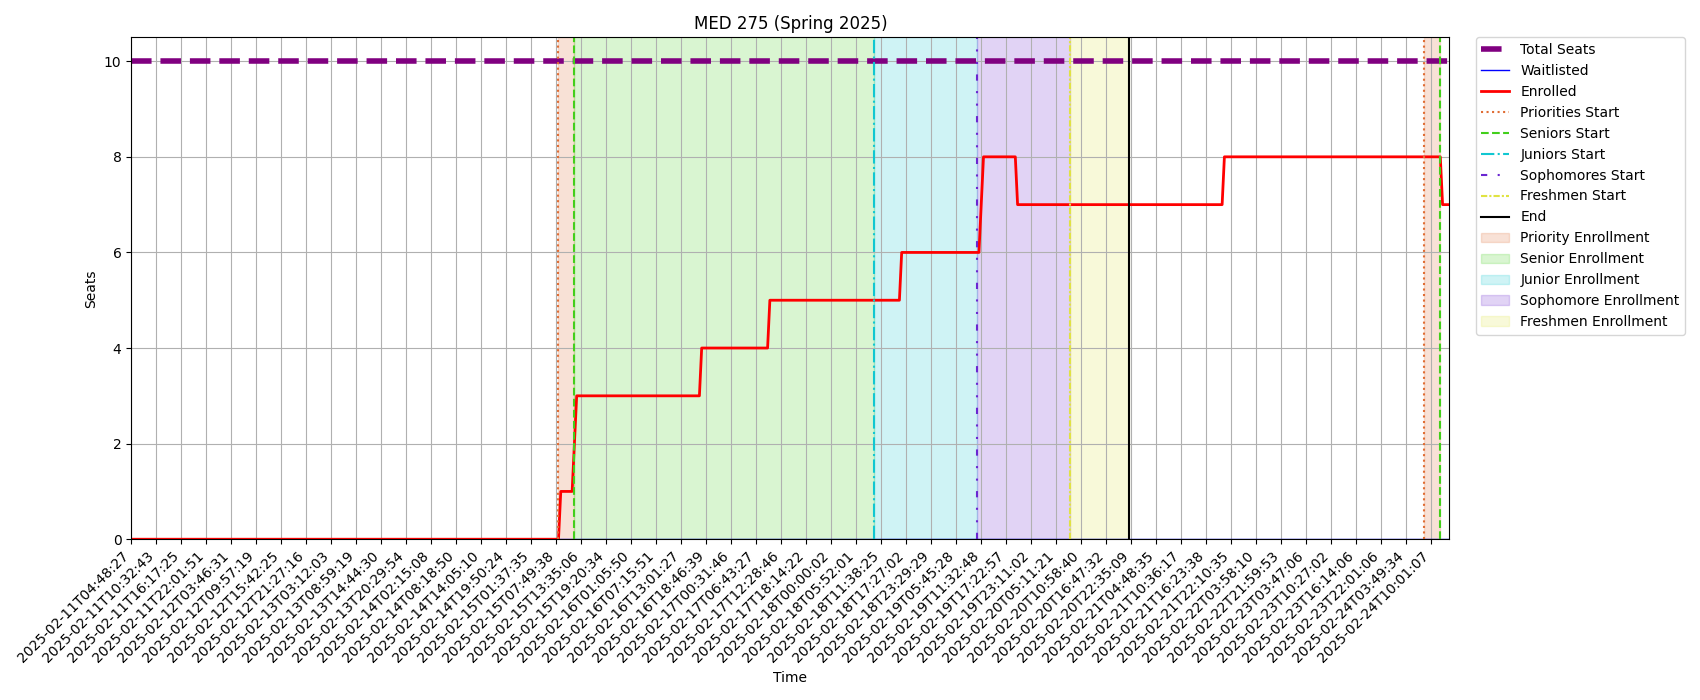 MED 275 (Spring 2025)
Seats
10
8
6
4
2
0
Total Seats
Waitlisted
Enrolled
Priorities Start
Seniors Start
Juniors Start
Sophomores Start
Freshmen Start
End
Priority Enrollment
Senior Enrollment
Junior Enrollment
Sophomore Enrollment
Freshmen Enrollment
2025-02-11T04:48:27
2025-02-11T10:32:43
2025-02-11T16:17:25
2025-02-11T22:01:51
2025-02-12T03:46:31
2025-02-12T09:57:19
2025-02-12T15:42:25
2025-02-12T21:27:16
2025-02-13T03:12:03
2025-02-13T08:59:19
2025-02-13T14:44:30
2025-02-13T20:29:54
2025-02-14T02:15:08
2025-02-14T08:18:50
2025-02-14T14:05:10
2025-02-14T19:50:24
2025-02-15T01:37:35
2025-02-15T07:49:38
2025-02-15T13:35:06
2025-02-15T19:20:34
2025-02-16T01:05:50
2025-02-16T07:15:51
2025-02-16T13:01:27
2025-02-16T18:46:39
2025-02-17T00:31:46
2025-02-17T06:43:27
2025-02-17T12:28:46
2025-02-17T18:14:22
2025-02-18T00:00:02
2025-02-18T05:52:01
2025-02-18T11:38:25
2025-02-18T17:27:02
2025-02-18T23:29:29
2025-02-19T05:45:28
2025-02-19T11:32:48
2025-02-19T17:22:57
2025-02-19T23:11:02
2025-02-20T05:11:21
2025-02-20T10:58:40
2025-02-20T16:47:32
2025-02-20T22:35:09
2025-02-21T04:48:35
2025-02-21T10:36:17
2025-02-21T16:23:38
2025-02-21T22:10:35
2025-02-22T03:58:10
2025-02-22T21:59:53
2025-02-23T03:47:06
2025-02-23T10:27:02
2025-02-23T16:14:06
2025-02-23T22:01:06
2025-02-24T03:49:34
2025-02-24T10:01:07
Time